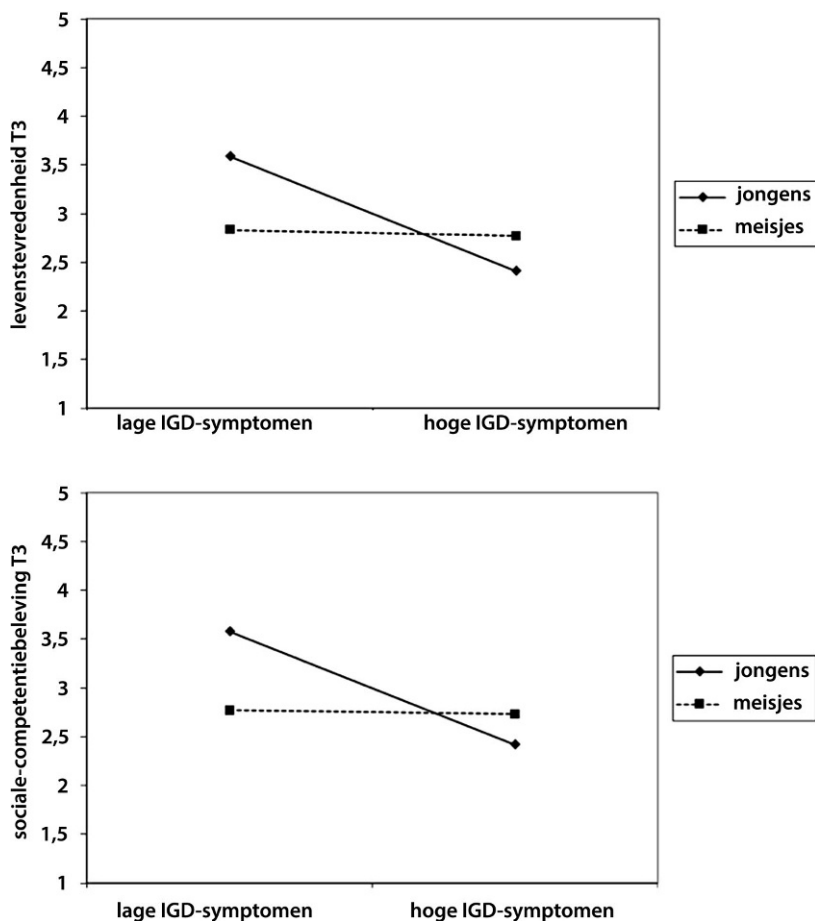 5
4,5
4
3,5
3
2,5
2
1,5
1
levenstevredenheid T3
lage IGD-symptomen
hoge IGD-symptomen
jongens
meisjes
5
4,5
4
3,5
3
2,5
2
1,5
1
sociale-competentiebeleving T3
lage IGD-symptomen
hoge IGD-symptomen
jongens
meisjes